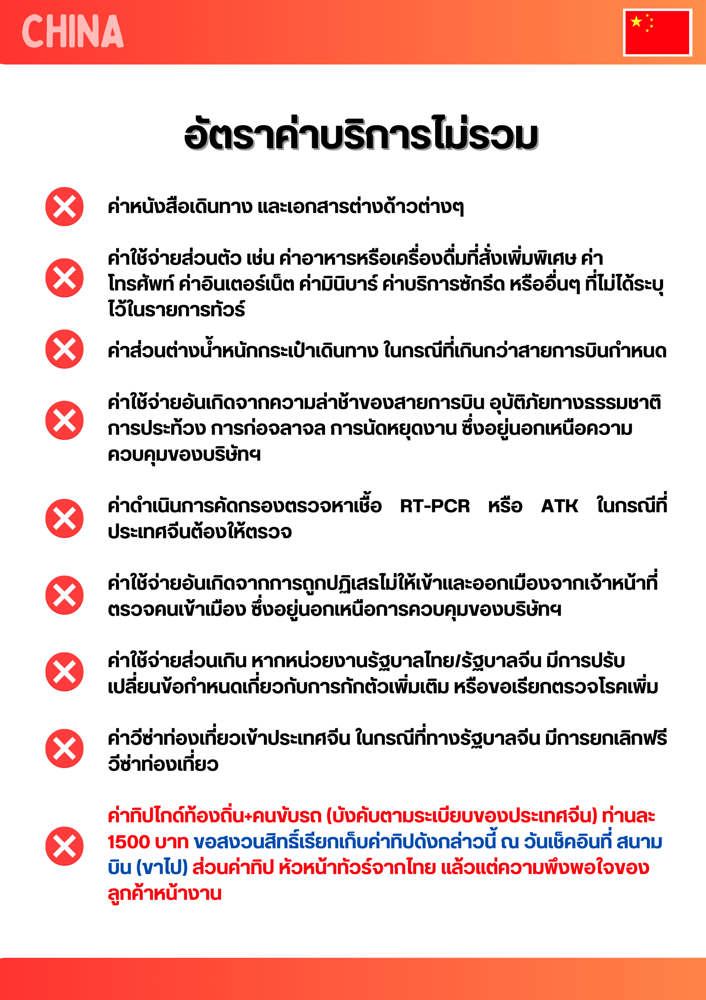 CHINA
อัตราค่าบริการไม่รวม
ค่าหนังสือเดินทาง และเอกสารต่างด้าวต่างๆ
ค่าใช้จ่ายส่วนตัว เช่น ค่าอาหารหรือเครื่องดื่มที่สั่งเพิ่มพิเศษ ค่า
โทรศัพท์ ค่าอินเตอร์เน็ต ค่ามินิบาร์ ค่าบริการซักรีด หรืออื่นๆ ที่ไม่ได้ระบุ
ไว้ในรายการทัวร์
ค่าส่วนต่างน้ำหนักกระเป๋าเดินทาง ในกรณีที่เกินกว่าสายการบินกำหนด
ค่าใช้จ่ายอันเกิดจากความล่าช้าของสายการบิน อุบัติภัยทางธรรมชาติ
การประท้วง การก่อจลาจล การนัดหยุดงาน ซึ่งอยู่นอกเหนือความ
ควบคุมของบริษัทฯ
ค่าดำเนินการคัดกรองตรวจหาเชื้อ RT-PCR หรือ ATK ในกรณีที่
ประเทศจีนต้องให้ตรวจ
ค่าใช้จ่ายอันเกิดจากการถูกปฏิเสธไม่ให้เข้าและออกเมืองจากเจ้าหน้าที่
ตรวจคนเข้าเมือง ซึ่งอยู่นอกเหนือการควบคุมของบริษัทฯ
ค่าใช้จ่ายส่วนเกิน หากหน่วยงานรัฐบาลไทย/รัฐบาลจีน มีการปรับ
เปลี่ยนข้อกำหนดเกี่ยวกับการกักตัวเพิ่มเติม หรือขอเรียกตรวจโรคเพิ่ม
ค่าวีซ่าท่องเที่ยวเข้าประเทศจีน ในกรณีที่ทางรัฐบาลจีน มีการยกเลิกฟรี
วีซ่าท่องเที่ยว
ค่าทิปไกด์ท้องถิ่น+คนขับรถ (บังคับตามระเบียบของประเทศจีน) ท่านละ
1500 บาท ขอสงวนสิทธิ์เรียกเก็บค่าทิปดังกล่าวนี้ ณ วันเช็คอินที่ สนาม
บิน (ขาไป) ส่วนค่าทิป หัวหน้าทัวร์จากไทย แล้วแต่ความพึงพอใจของ
ลูกค้าหน้างาน